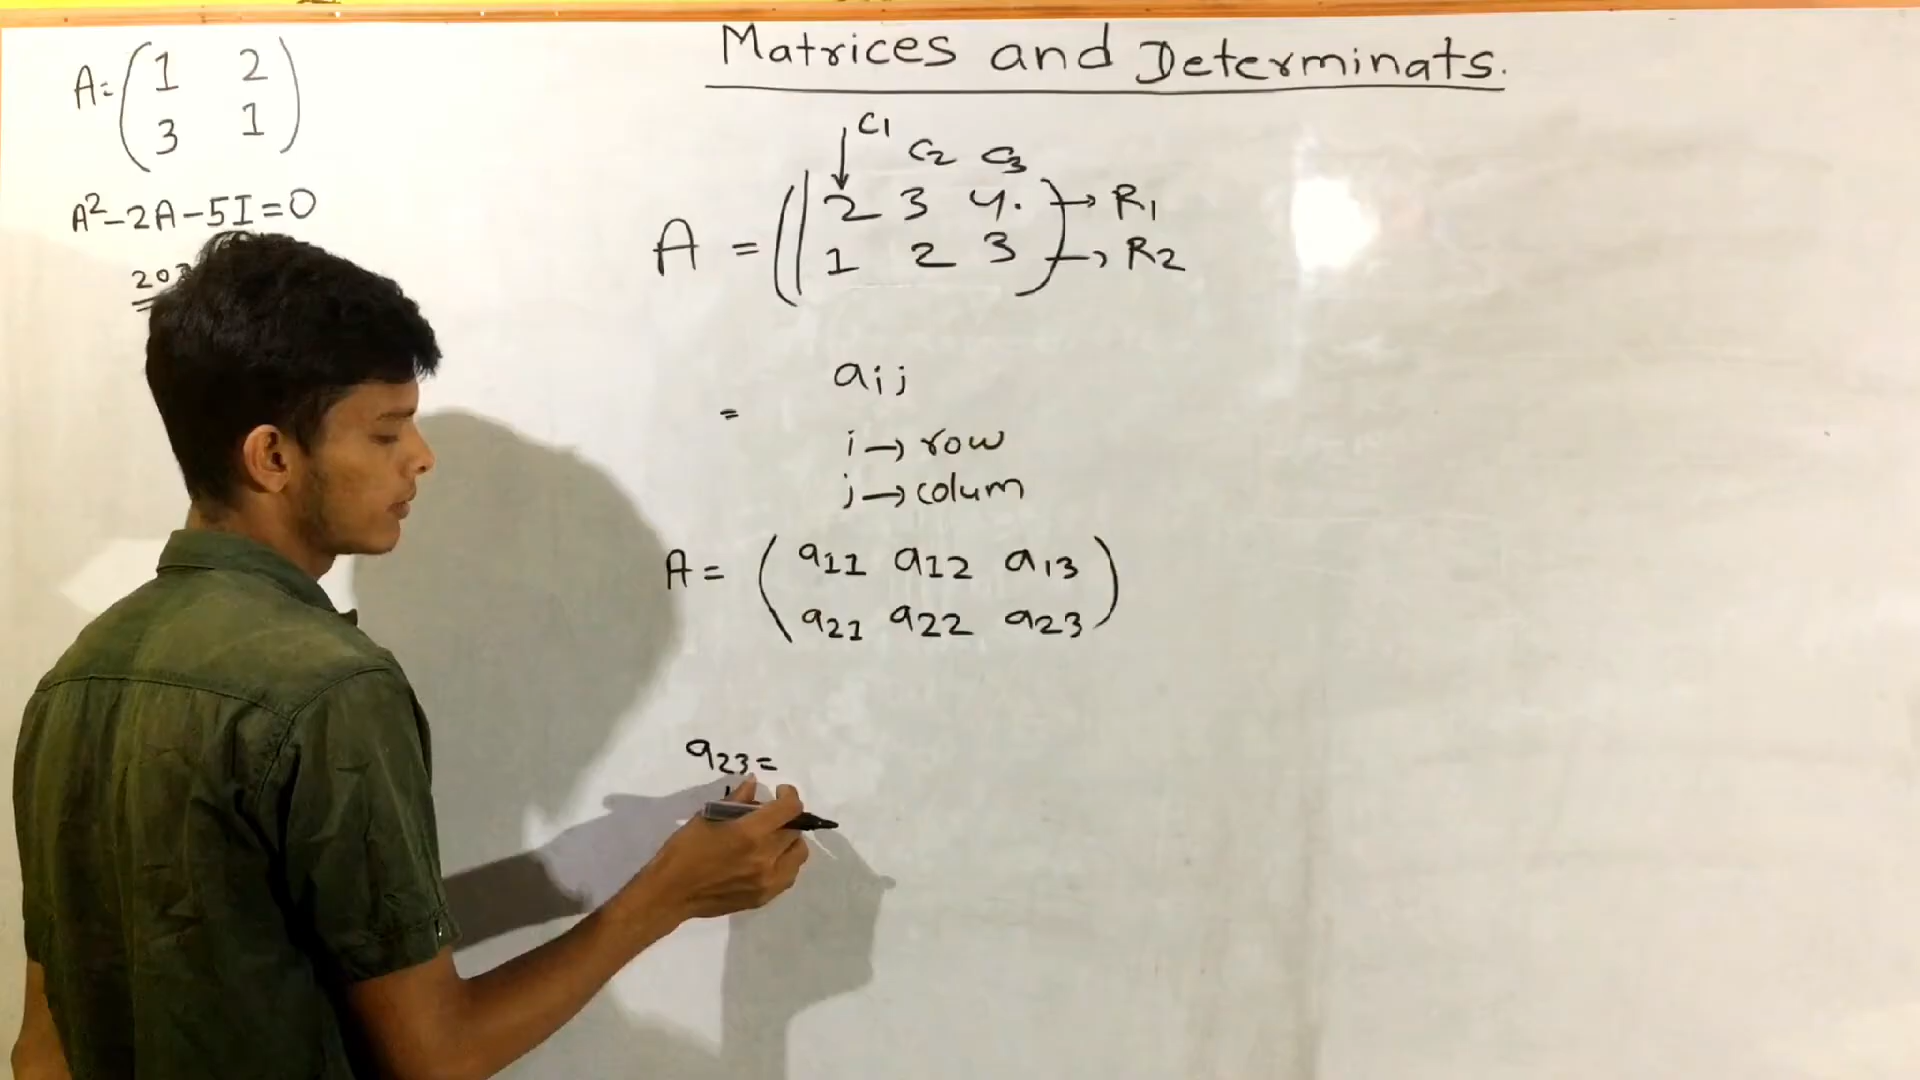 Matrices and Determinats.
A= (1 2
3 1)
A²-2A-5I=0
C1
C2 C3
A = (2 3 4. ) → R1
1 2 3 → R2
= aij
i → row
j → colum
A = (a11 a12 a13)
(a21 a22 a23)
a23=